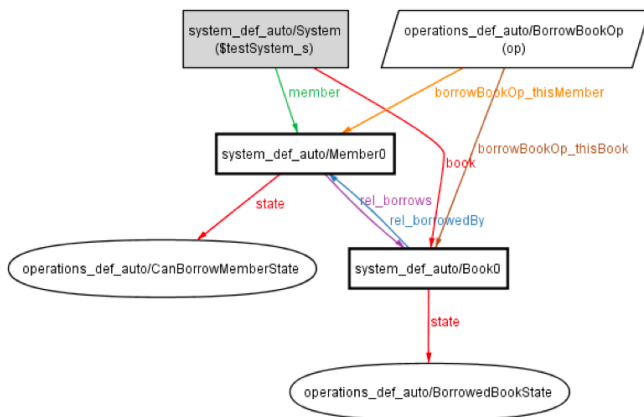 system_def_auto/System
($testSystem_s)
operations_def_auto/BorrowBookOp
(op)
member
borrowBookOp_thisMember
system_def_auto/Member0
book
borrowBookOp_thisBook
state
rel_borrows
rel_borrowedBy
operations_def_auto/CanBorrowMemberState
system_def_auto/Book0
state
operations_def_auto/BorrowedBookState